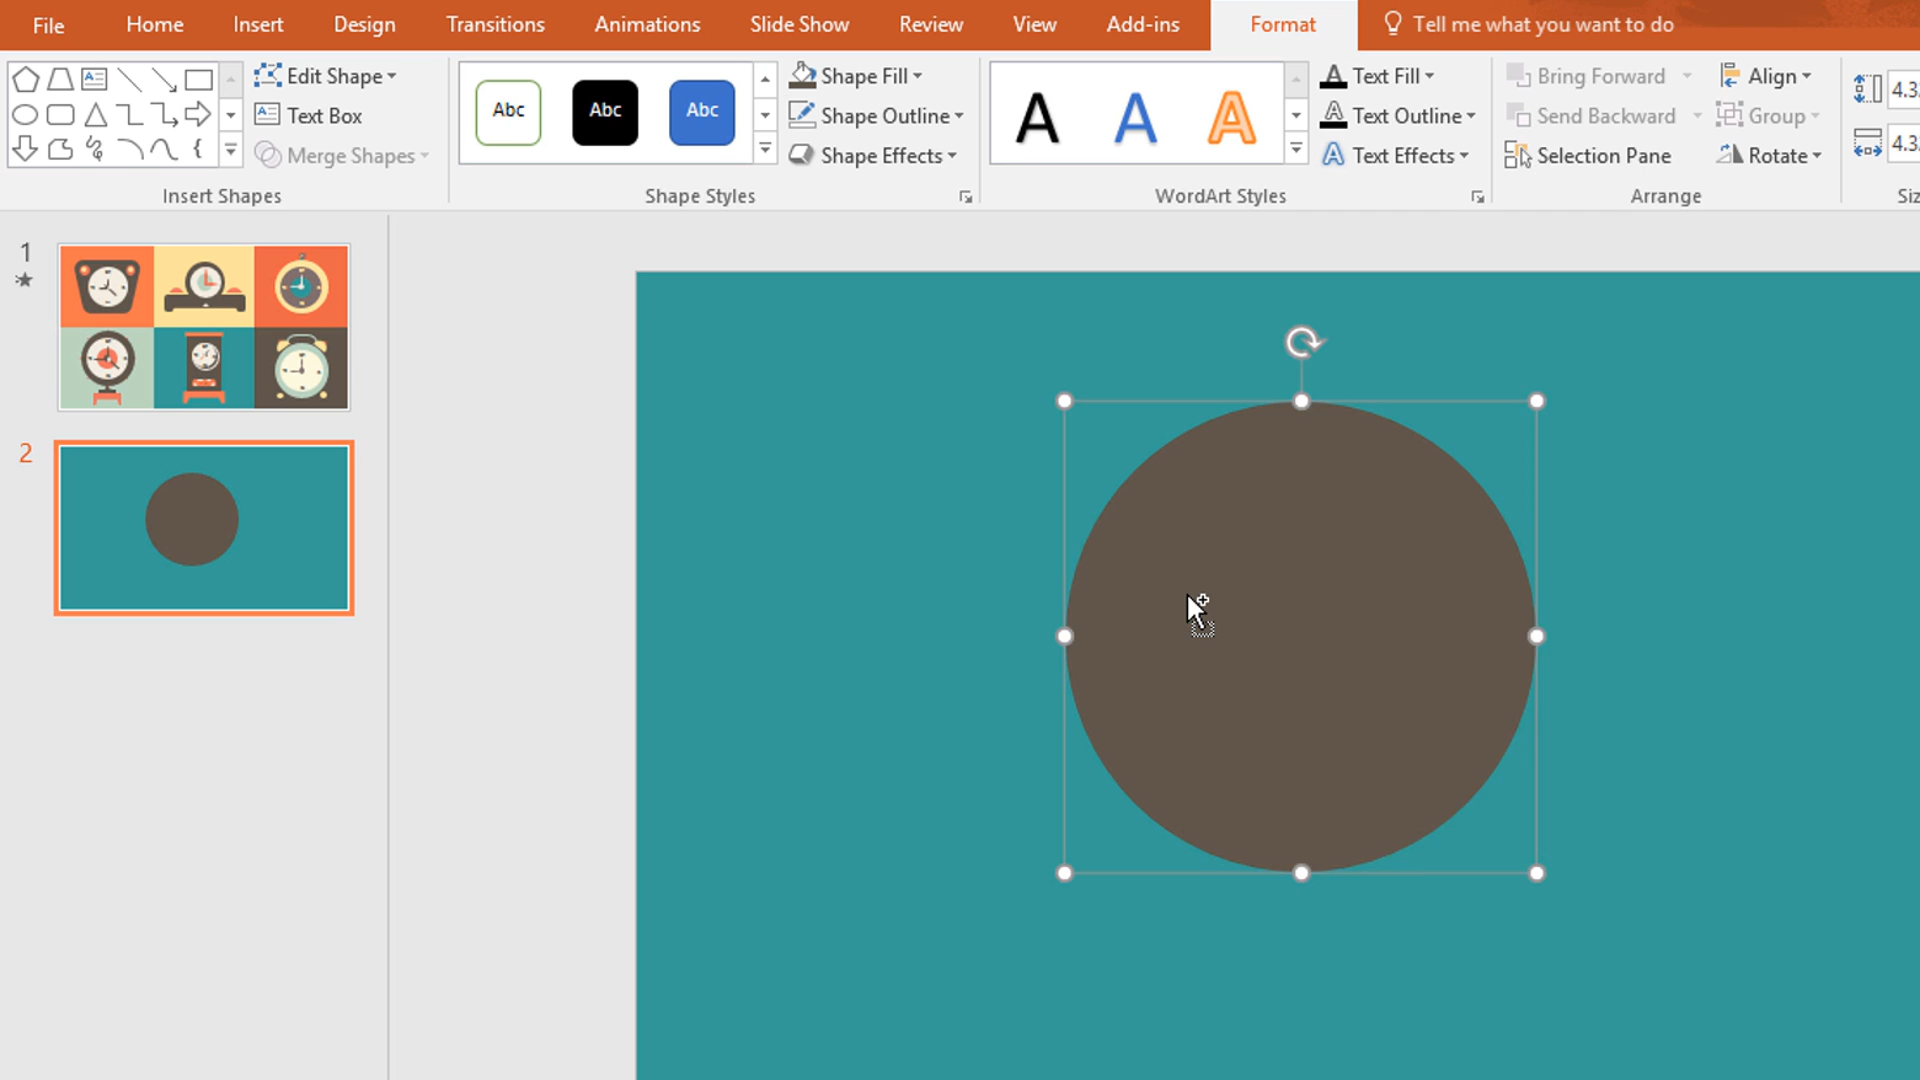 File Home Insert Design Transitions Animations Slide Show Review View Add-ins Format Tell me what you want to do
Edit Shape Abc Abc Abc Shape Fill A A A Text Fill Bring Forward Align
Text Box Shape Outline Text Outline Send Backward Group
Merge Shapes Shape Effects Text Effects Selection Pane Rotate
Insert Shapes Shape Styles WordArt Styles Arrange
1
2